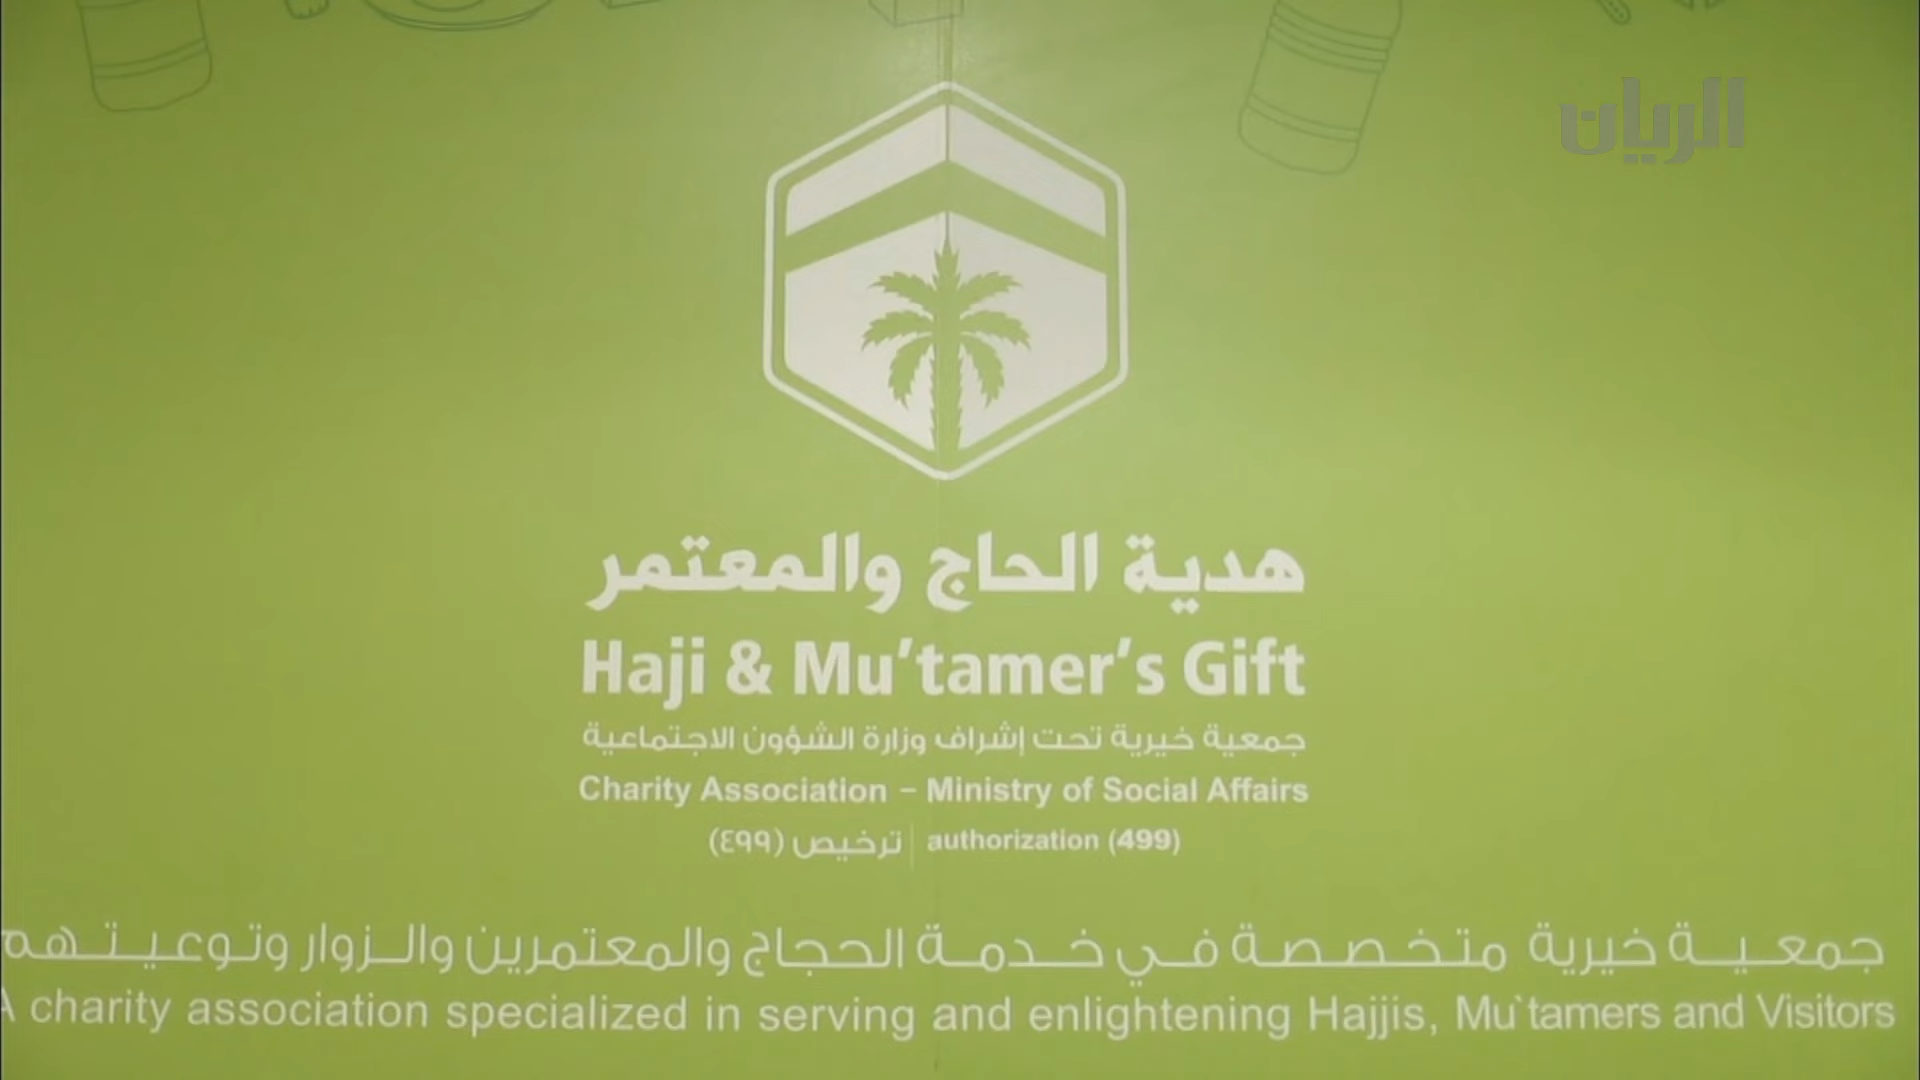 الريان
هدية الحاج والمعتمر
Haji & Mu'tamer's Gift
جمعية خيرية تحت إشراف وزارة الشؤون الاجتماعية
Charity Association – Ministry of Social Affairs
ترخيص (٤٩٩) | authorization (499)
جمعية خيرية متخصصة في خدمة الحجاج والمعتمرين والزوار وتوعيتهم
A charity association specialized in serving and enlightening Hajjis, Mu`tamers and Visitors